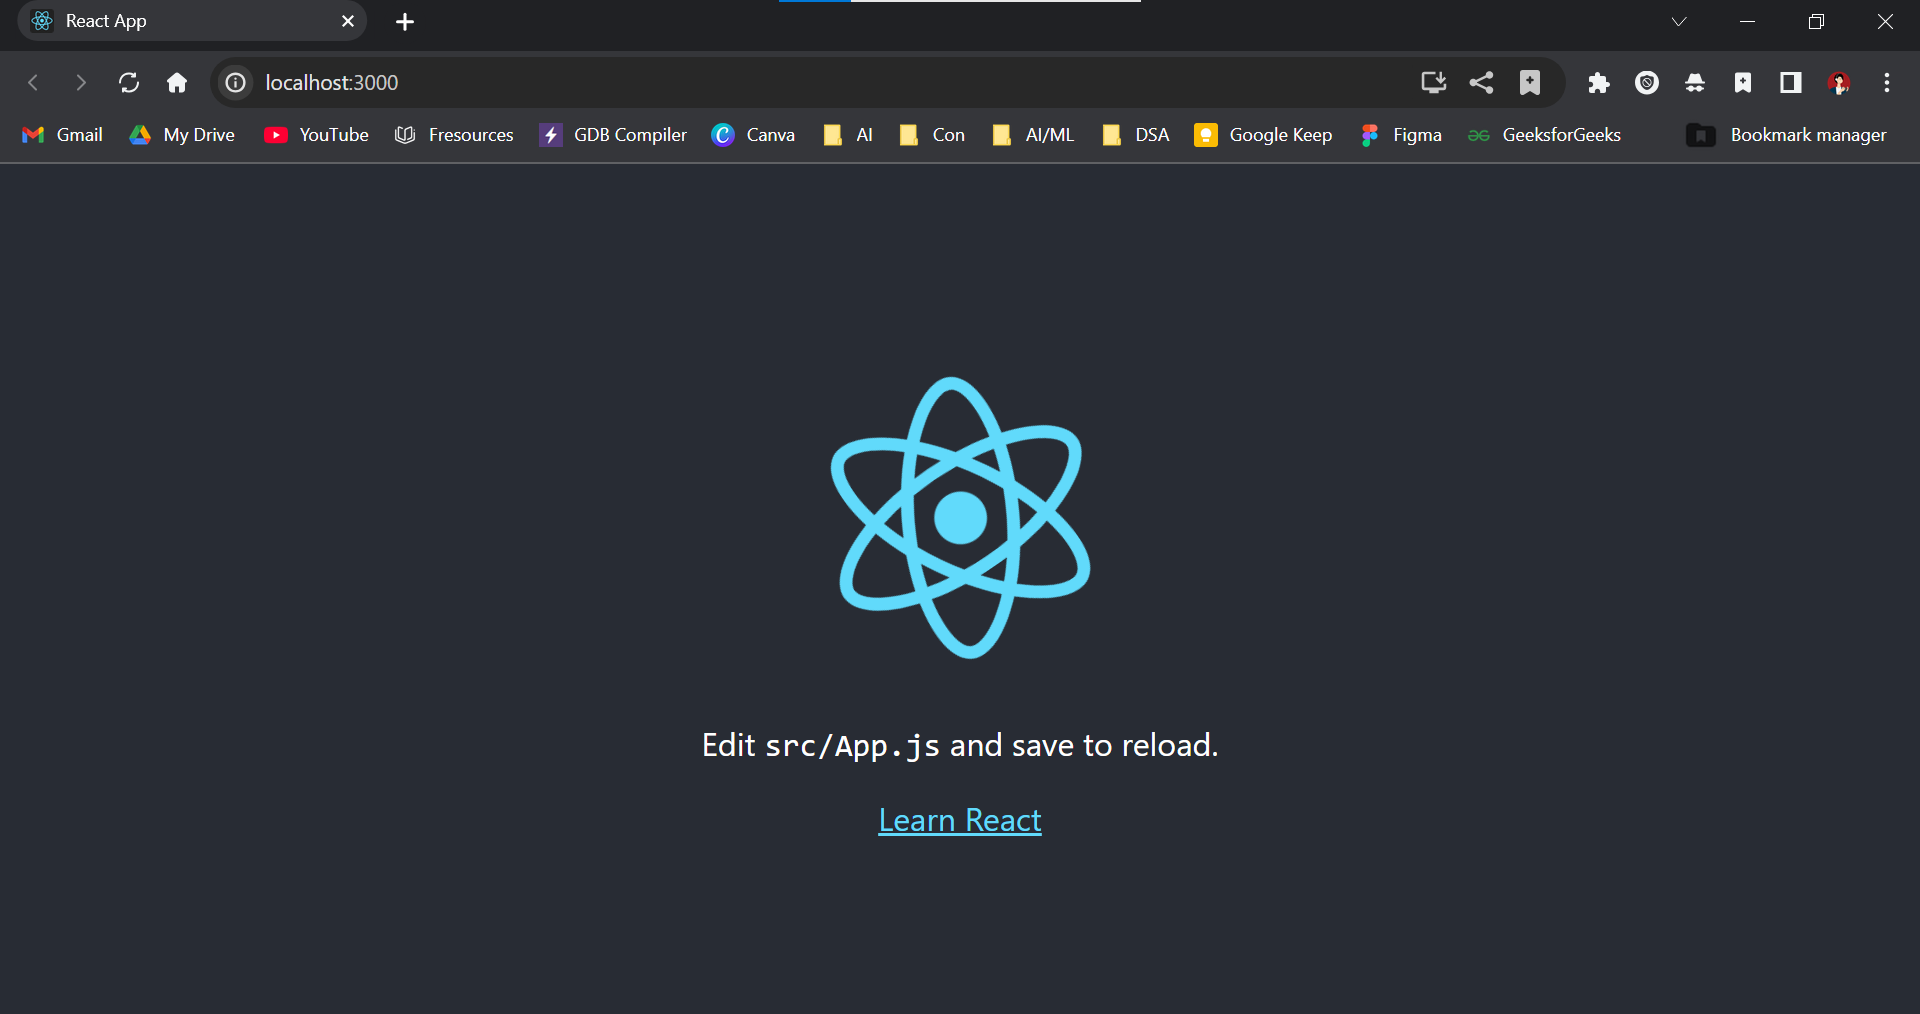 React App
localhost:3000
Gmail My Drive YouTube Fresources GDB Compiler Canva AI Con AI/ML DSA Google Keep Figma GeeksforGeeks Bookmark manager
Edit src/App.js and save to reload.
Learn React